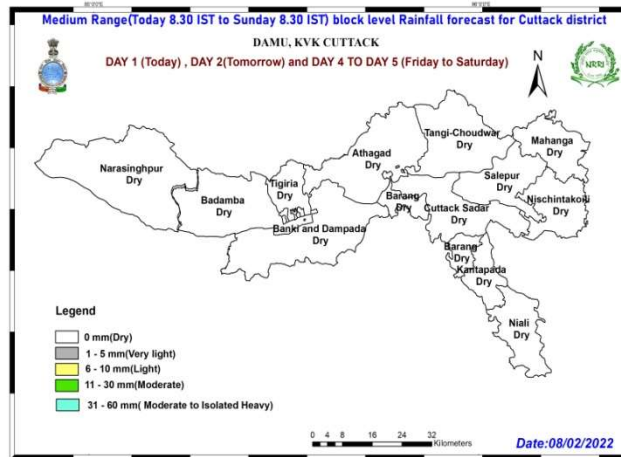 Medium Range(Today 8.30 IST to Sunday 8.30 IST) block level Rainfall forecast for Cuttack district
DAMU, KVK CUTTACK
DAY 1 (Today) , DAY 2(Tomorrow) and DAY 4 TO DAY 5 (Friday to Saturday)
N
NRRI
Narasinghpur
Dry
Badamba
Dry
Tigiria
Dry
Banki and Dampada
Dry
Athagad
Dry
Tangi-Choudwar
Dry
Mahanga
Dry
Salepur
Dry
Nischintakoili
Dry
Barang
Dry
Cuttack Sadar
Dry
Barang
Dry
Kantapada
Dry
Niali
Dry
Legend
0 mm(Dry)
1 - 5 mm(Very light)
6 - 10 mm(Light)
11 - 30 mm(Moderate)
31 - 60 mm( Moderate to Isolated Heavy)
0 4 8 16 24 32
Kilometers
Date:08/02/2022